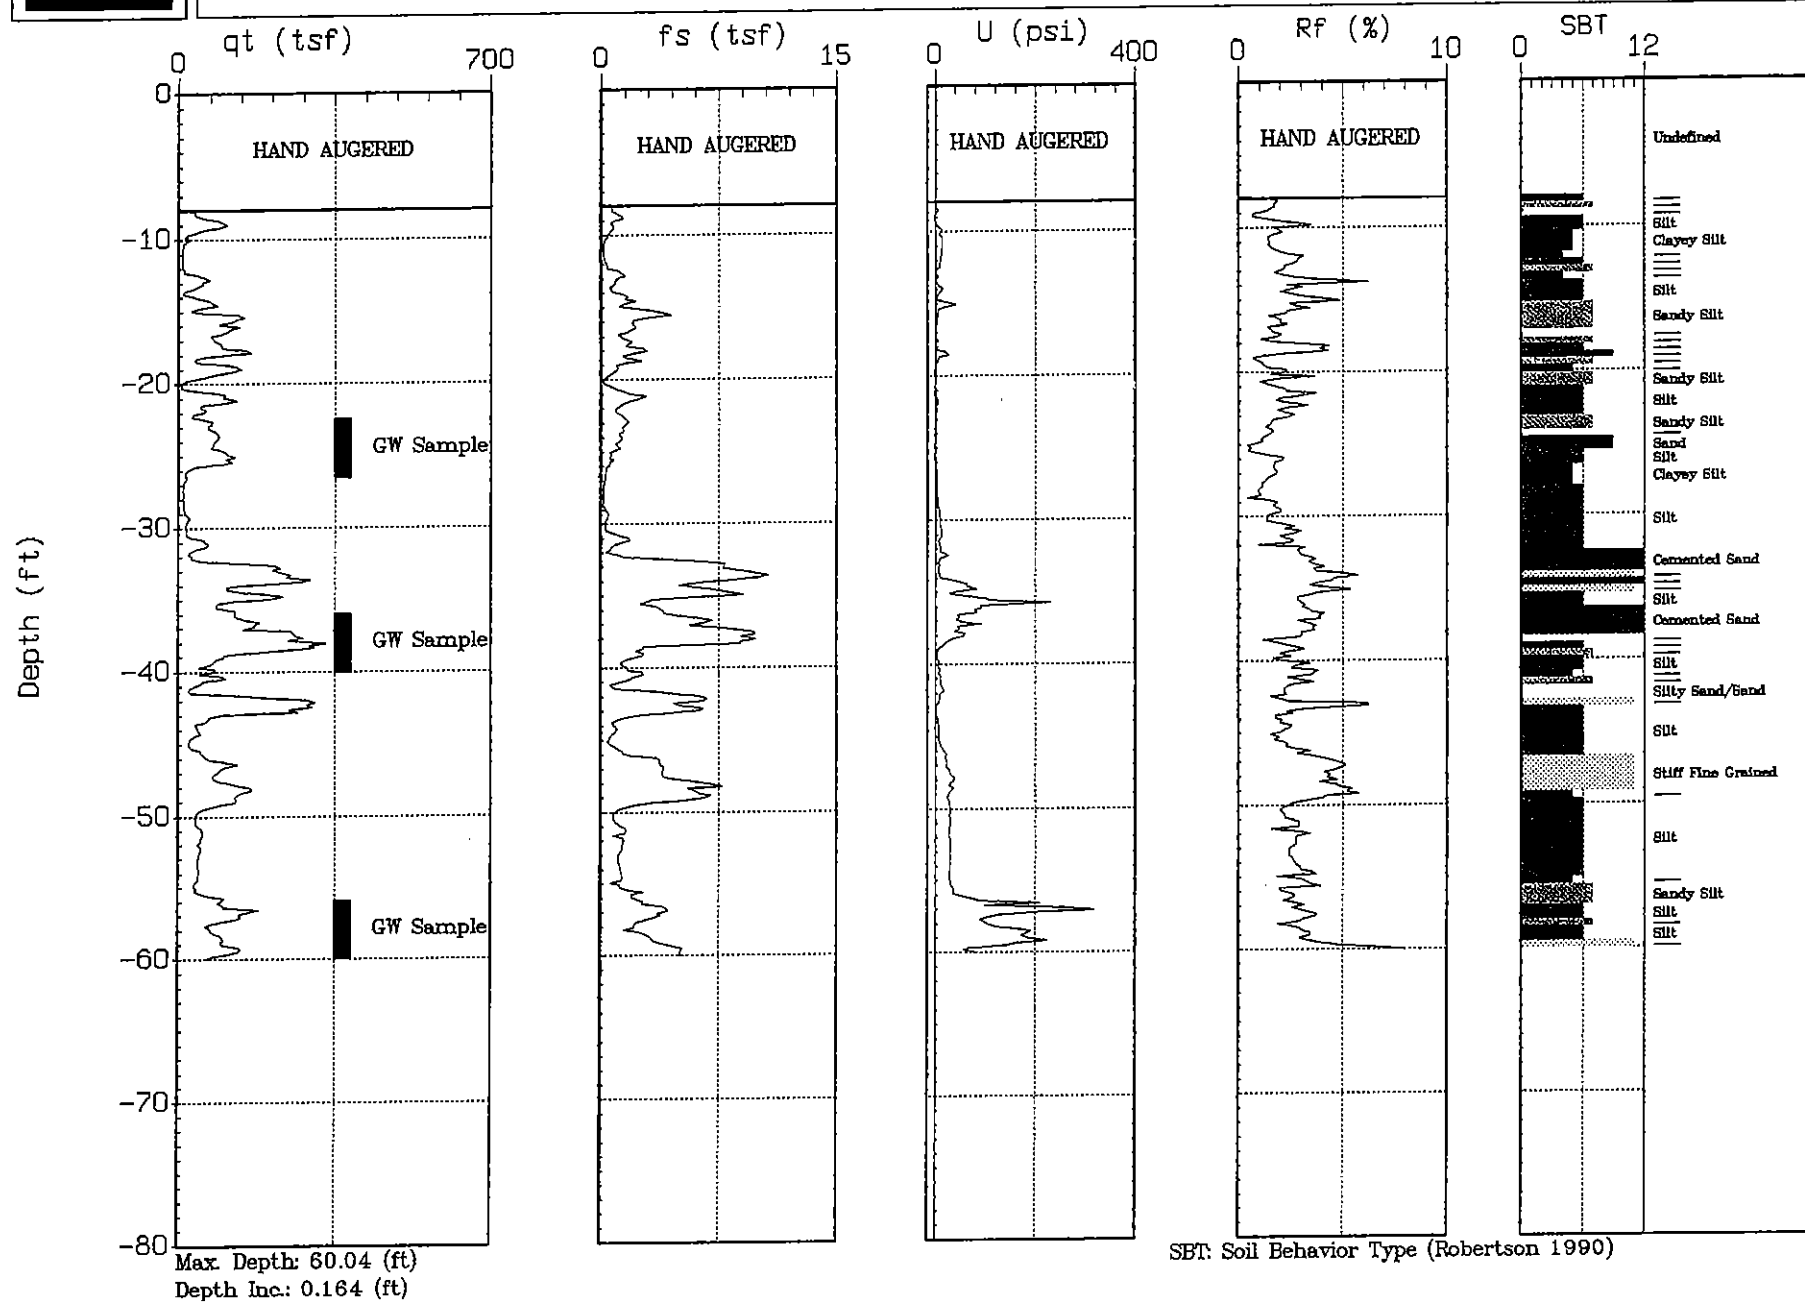 qt (tsf) fs (tsf) U (psi) Rf (%) SBT
0 700 0 15 0 400 0 10 0 12
0
HAND AUGERED HAND AUGERED HAND AUGERED HAND AUGERED Undefined
Silt
-10
Clayey Silt
Silt
Sandy Silt
-20
Sandy Silt
Silt
Sandy Silt
GW Sample
Sand
Silt
Clayey Silt
-30
Silt
Cemented Sand
Silt
Cemented Sand
GW Sample
Silt
-40
Silty Sand/Sand
Silt
Stiff Fine Grained
-50
Silt
Sandy Silt
Silt
GW Sample
Silt
-60
-70
-80
Depth (ft)
Max. Depth: 60.04 (ft)
Depth Inc.: 0.164 (ft)
SBT: Soil Behavior Type (Robertson 1990)